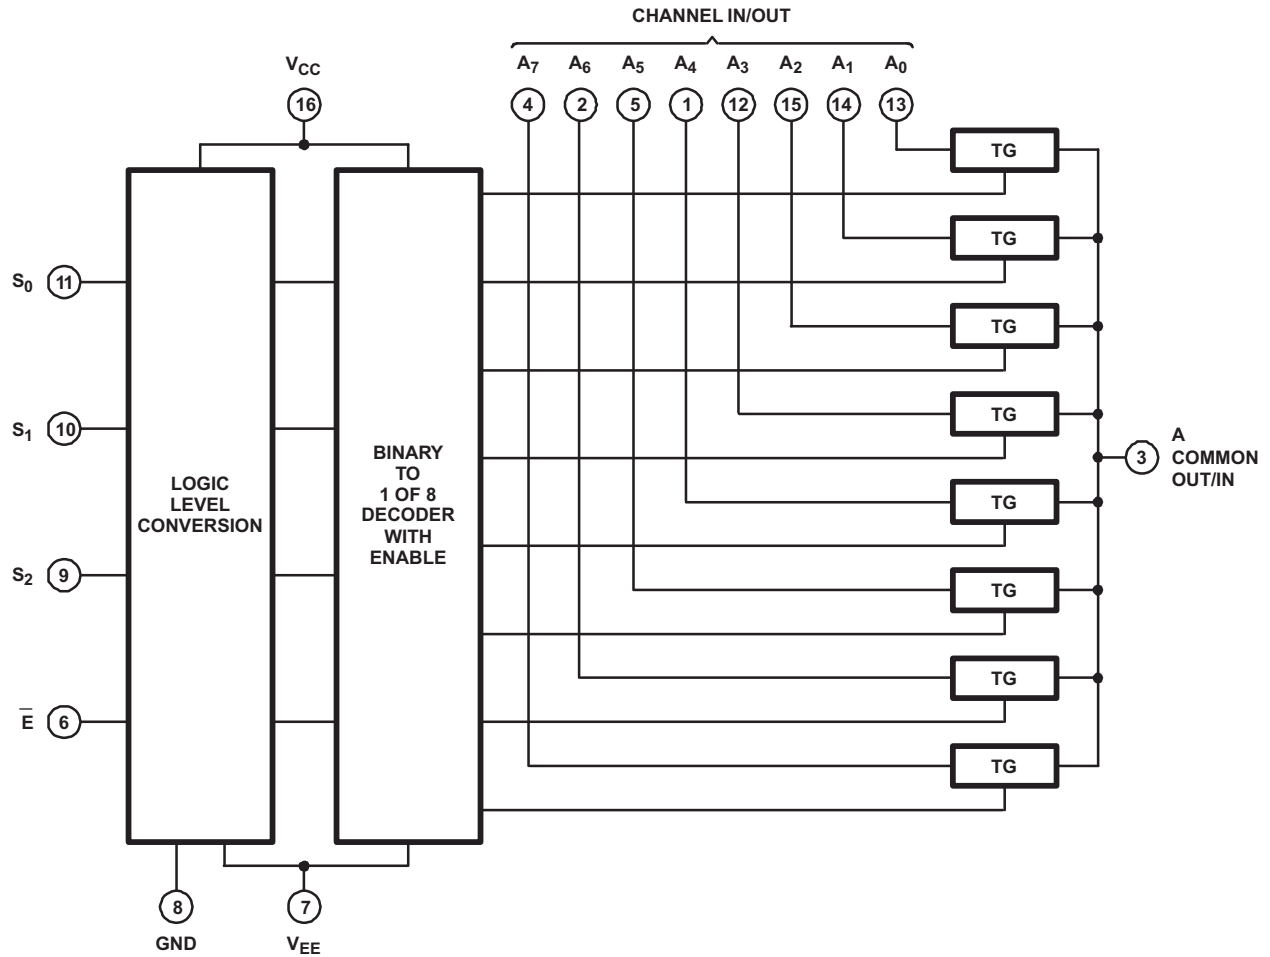 CHANNEL IN/OUT
VCC
A7 A6 A5 A4 A3 A2 A1 A0
16
4 2 5 1 12 15 14 13
TG
TG
S0 11
TG
TG
S1 10
BINARY
TO
1 OF 8
DECODER
WITH
ENABLE
LOGIC
LEVEL
CONVERSION
3
A
COMMON
OUT/IN
TG
S2 9
TG
TG
E̅ 6
TG
8
7
GND
VEE